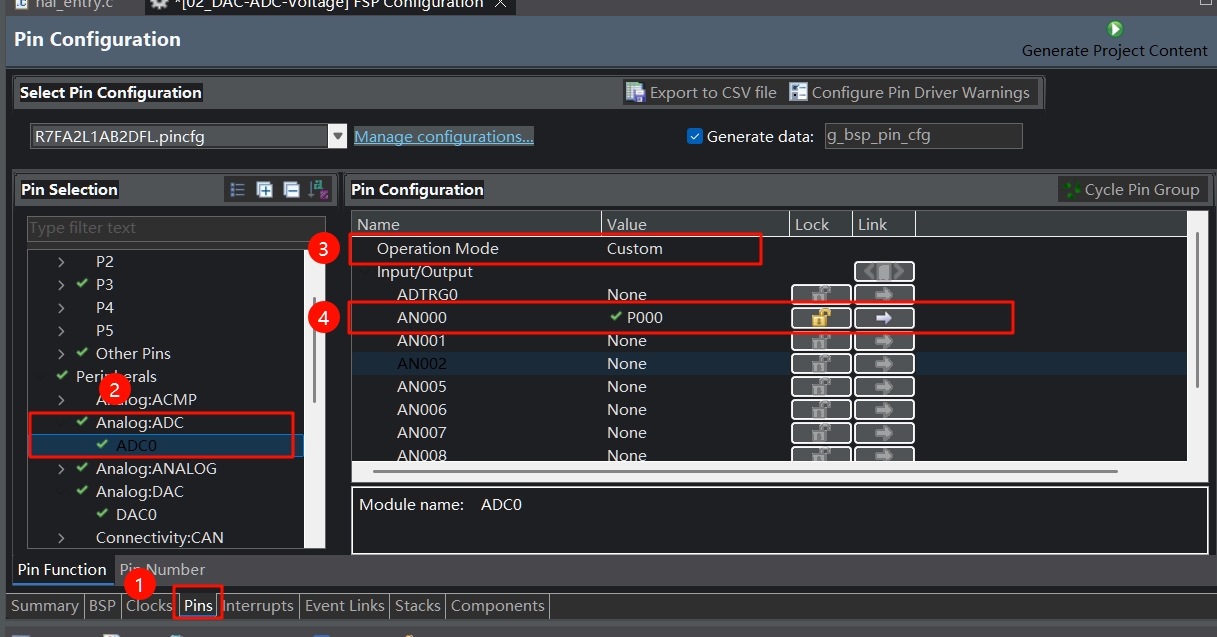 hal_entry.c *[02_DAC-ADC-Voltage] FSP Configuration
Pin Configuration
Generate Project Content
Select Pin Configuration Export to CSV file Configure Pin Driver Warnings
R7FA2L1AB2DFL.pincfg Manage configurations... Generate data: g_bsp_pin_cfg
Pin Selection Pin Configuration Cycle Pin Group
Type filter text
Name Value Lock Link
3 Operation Mode Custom
P2 Input/Output
P3 ADTRG0 None
P4 4 AN000 P000
P5 AN001 None
Other Pins AN002 None
Peripherals AN005 None
2 Analog:ACMP AN006 None
Analog:ADC AN007 None
ADC0 AN008 None
Analog:ANALOG
Analog:DAC
DAC0
Connectivity:CAN
Module name: ADC0
Pin Function Pin Number
1
Summary BSP Clocks Pins Interrupts Event Links Stacks Components